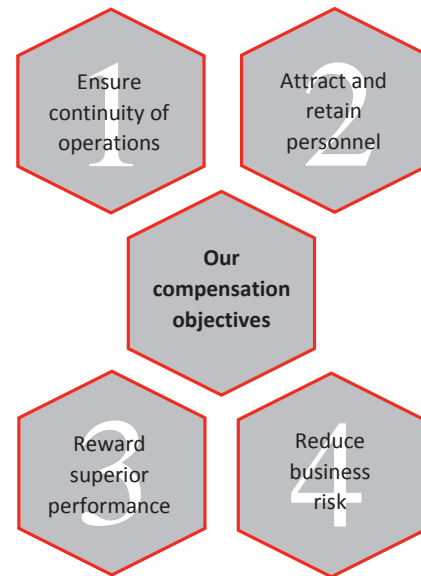 1
Ensure
continuity of
operations
2
Attract and
retain
personnel
Our
compensation
objectives
3
Reward
superior
performance
4
Reduce
business
risk